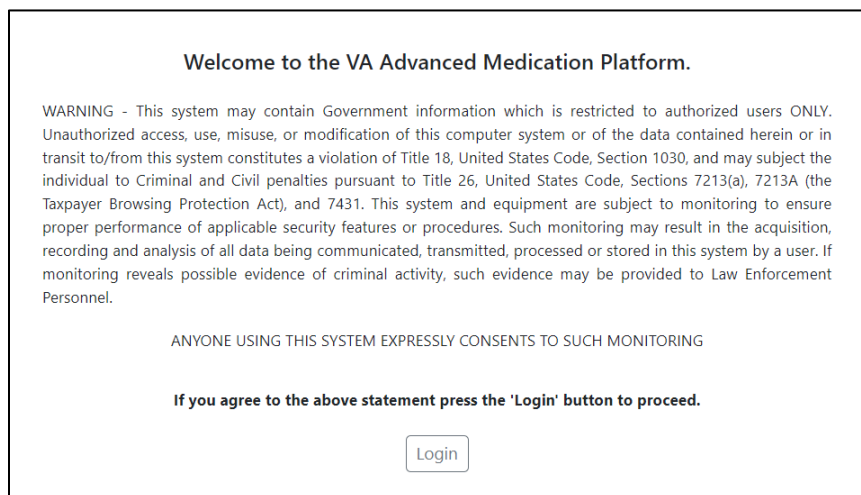 Welcome to the VA Advanced Medication Platform.
WARNING - This system may contain Government information which is restricted to authorized users ONLY.
Unauthorized access, use, misuse, or modification of this computer system or of the data contained herein or in
transit to/from this system constitutes a violation of Title 18, United States Code, Section 1030, and may subject the
individual to Criminal and Civil penalties pursuant to Title 26, United States Code, Sections 7213(a), 7213A (the
Taxpayer Browsing Protection Act), and 7431. This system and equipment are subject to monitoring to ensure
proper performance of applicable security features or procedures. Such monitoring may result in the acquisition,
recording and analysis of all data being communicated, transmitted, processed or stored in this system by a user. If
monitoring reveals possible evidence of criminal activity, such evidence may be provided to Law Enforcement
Personnel.
ANYONE USING THIS SYSTEM EXPRESSLY CONSENTS TO SUCH MONITORING
If you agree to the above statement press the 'Login' button to proceed.
Login